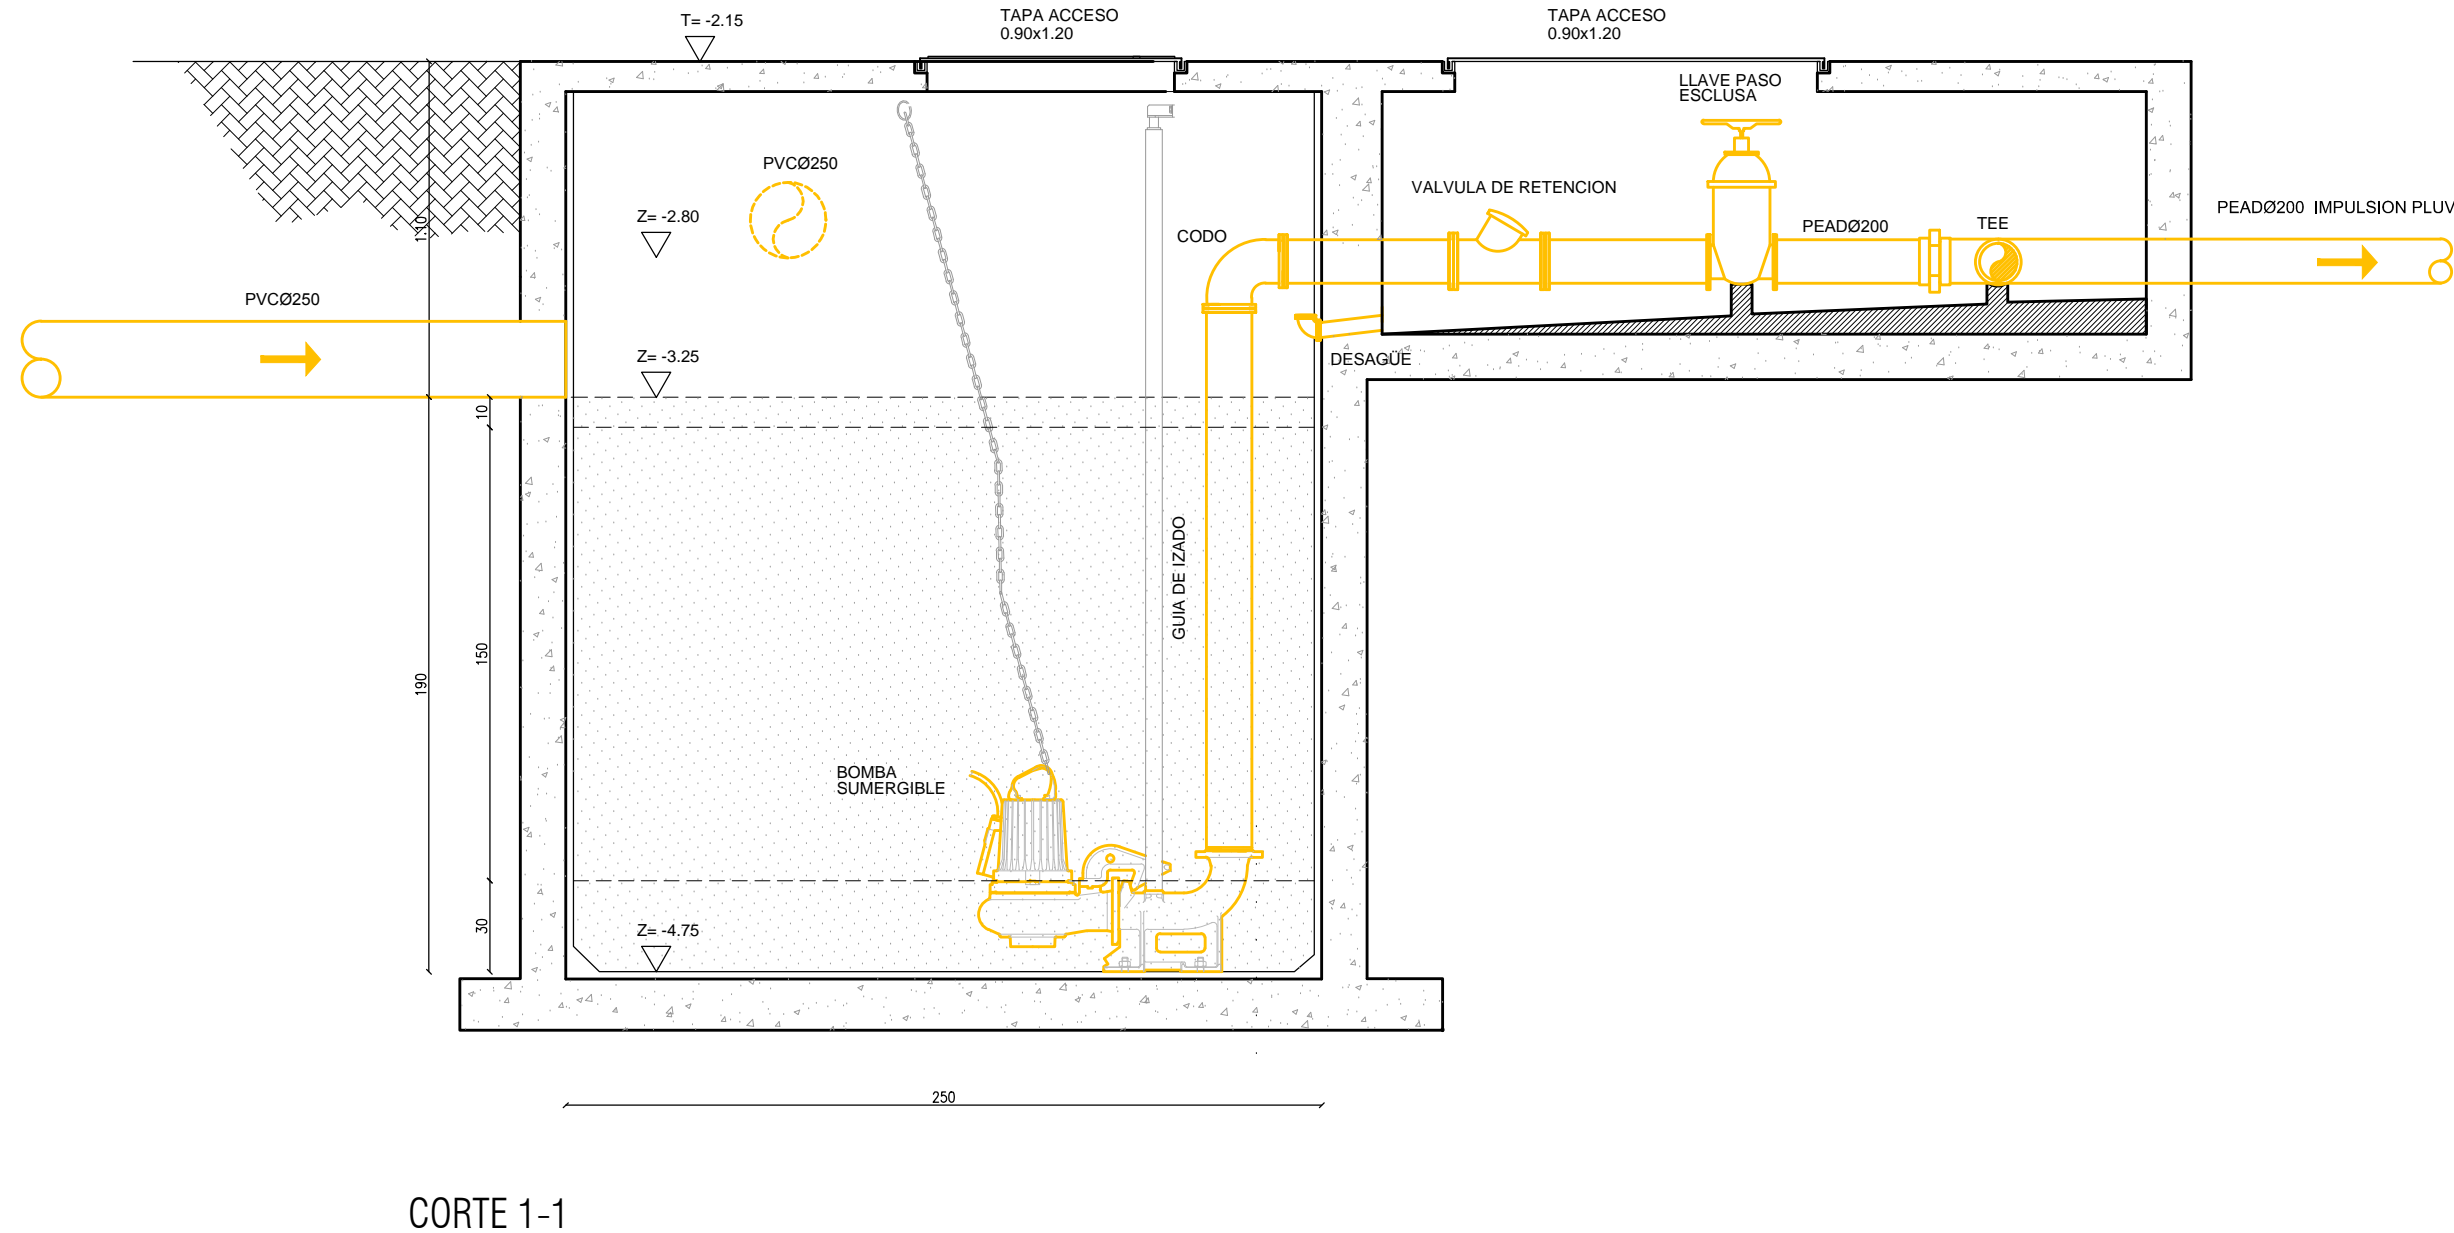 T= -2.15
TAPA ACCESO
0.90x1.20
TAPA ACCESO
0.90x1.20
LLAVE PASO
ESCLUSA
PVCØ250
VALVULA DE RETENCION
Z= -2.80
1.10
CODO
PEADØ200
TEE
PEADØ200 IMPULSION PLUV
PVCØ250
Z= -3.25
DESAGÜE
10
GUIA DE IZADO
150
190
BOMBA
SUMERGIBLE
30
Z= -4.75
250
CORTE 1-1